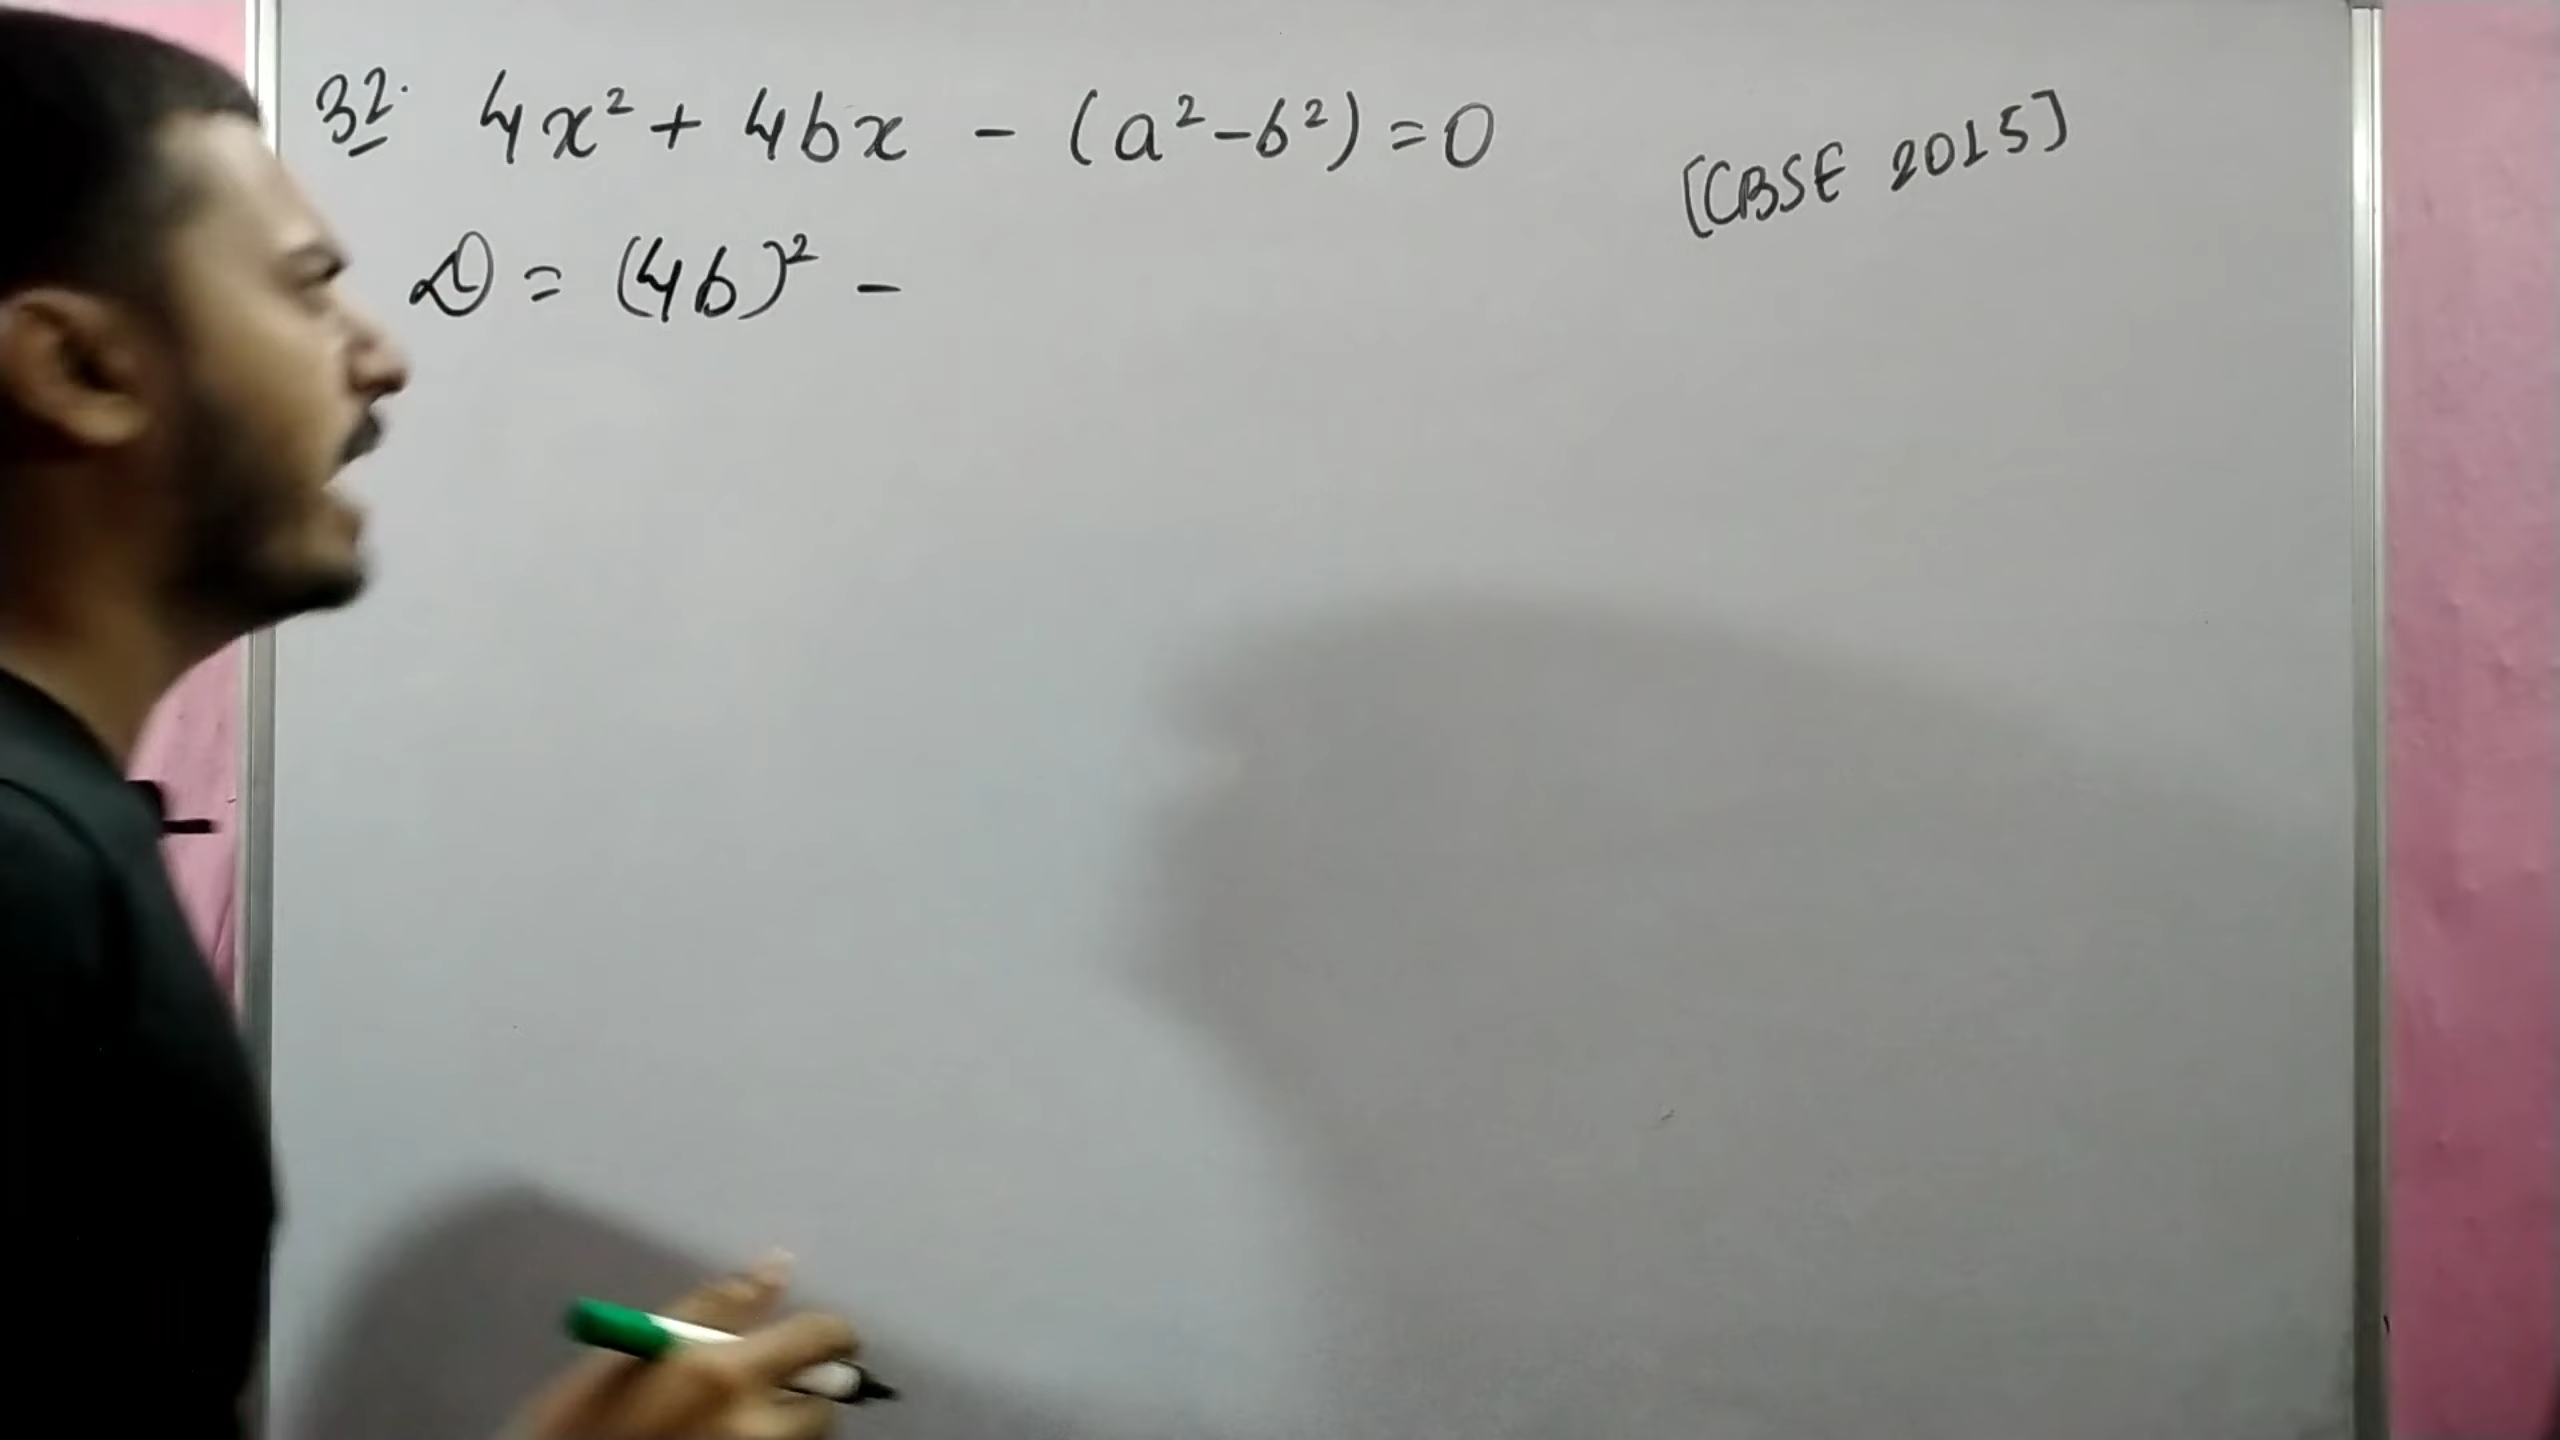 32. 4x² + 4bx - (a²-b²) = 0 [CBSE 2015]
D = (4b)² -